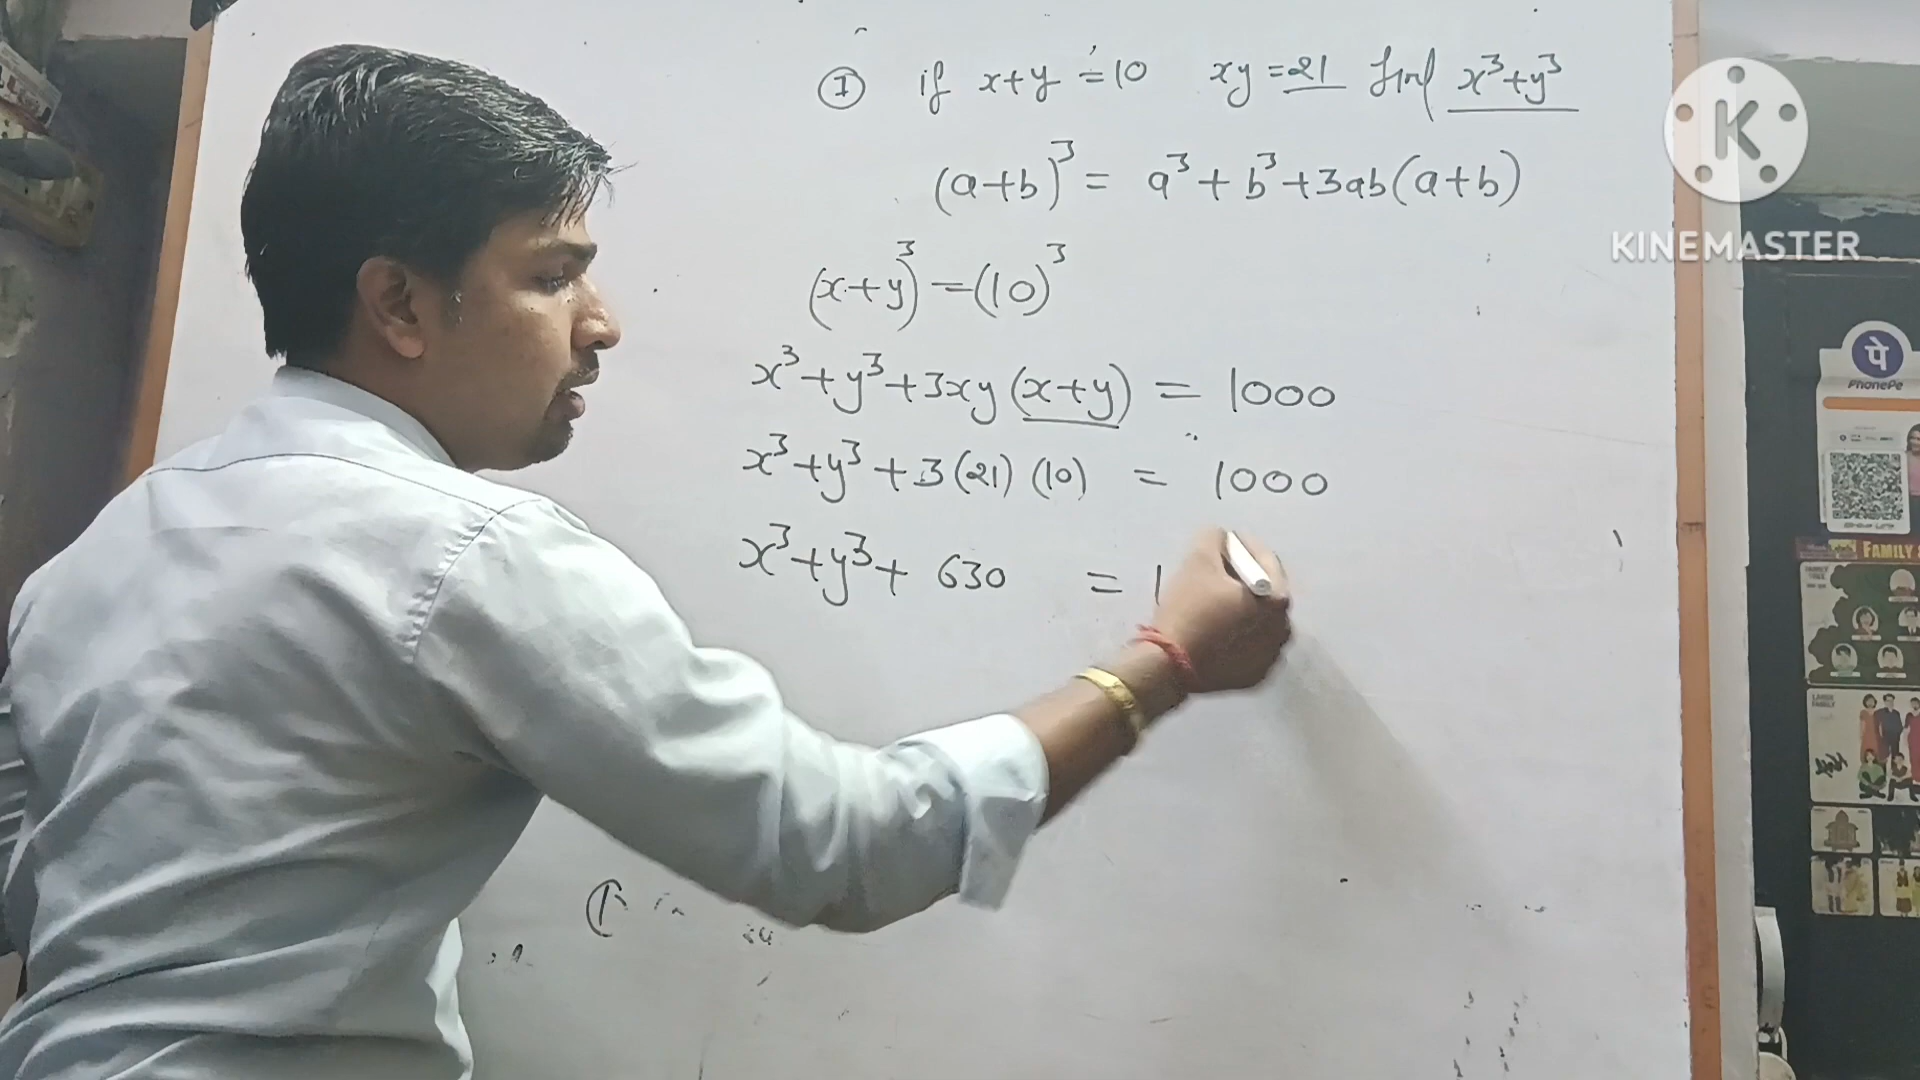 ① if x+y = 10 xy = 21 find x³+y³
(a+b)³ = a³ + b³ + 3ab(a+b)
(x+y)³ = (10)³
x³+y³+3xy(x+y) = 1000
x³+y³+3(21)(10) = 1000
x³+y³+ 630 = 1
K
KINEMASTER
पे
PhonePe
FAMILY